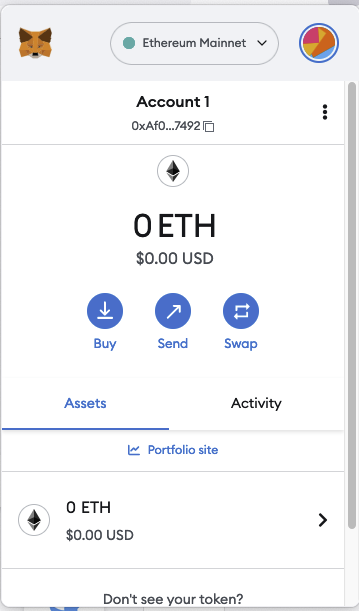 Ethereum Mainnet
Account 1
0xAf0...7492
0 ETH
$0.00 USD
Buy
Send
Swap
Assets
Activity
Portfolio site
0 ETH
$0.00 USD
Don't see your token?